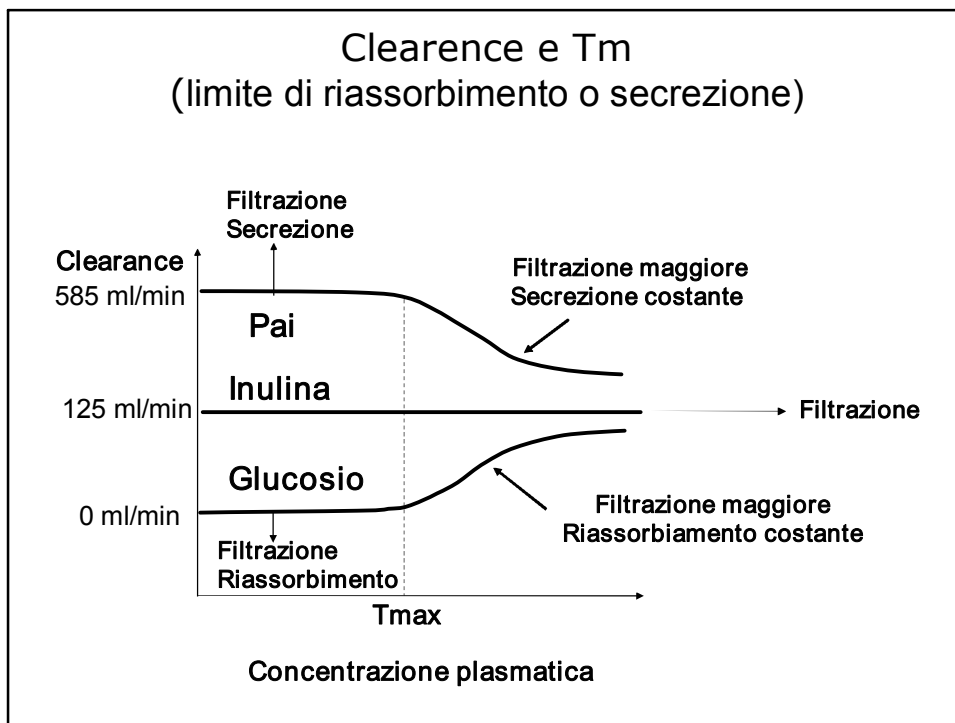 Clearence e Tm
(limite di riassorbimento o secrezione)
Filtrazione
Secrezione
Clearance
585 ml/min
Filtrazione maggiore
Secrezione costante
Pai
Inulina
125 ml/min
Filtrazione
Glucosio
0 ml/min
Filtrazione maggiore
Riassorbiamento costante
Filtrazione
Riassorbimento
Tmax
Concentrazione plasmatica